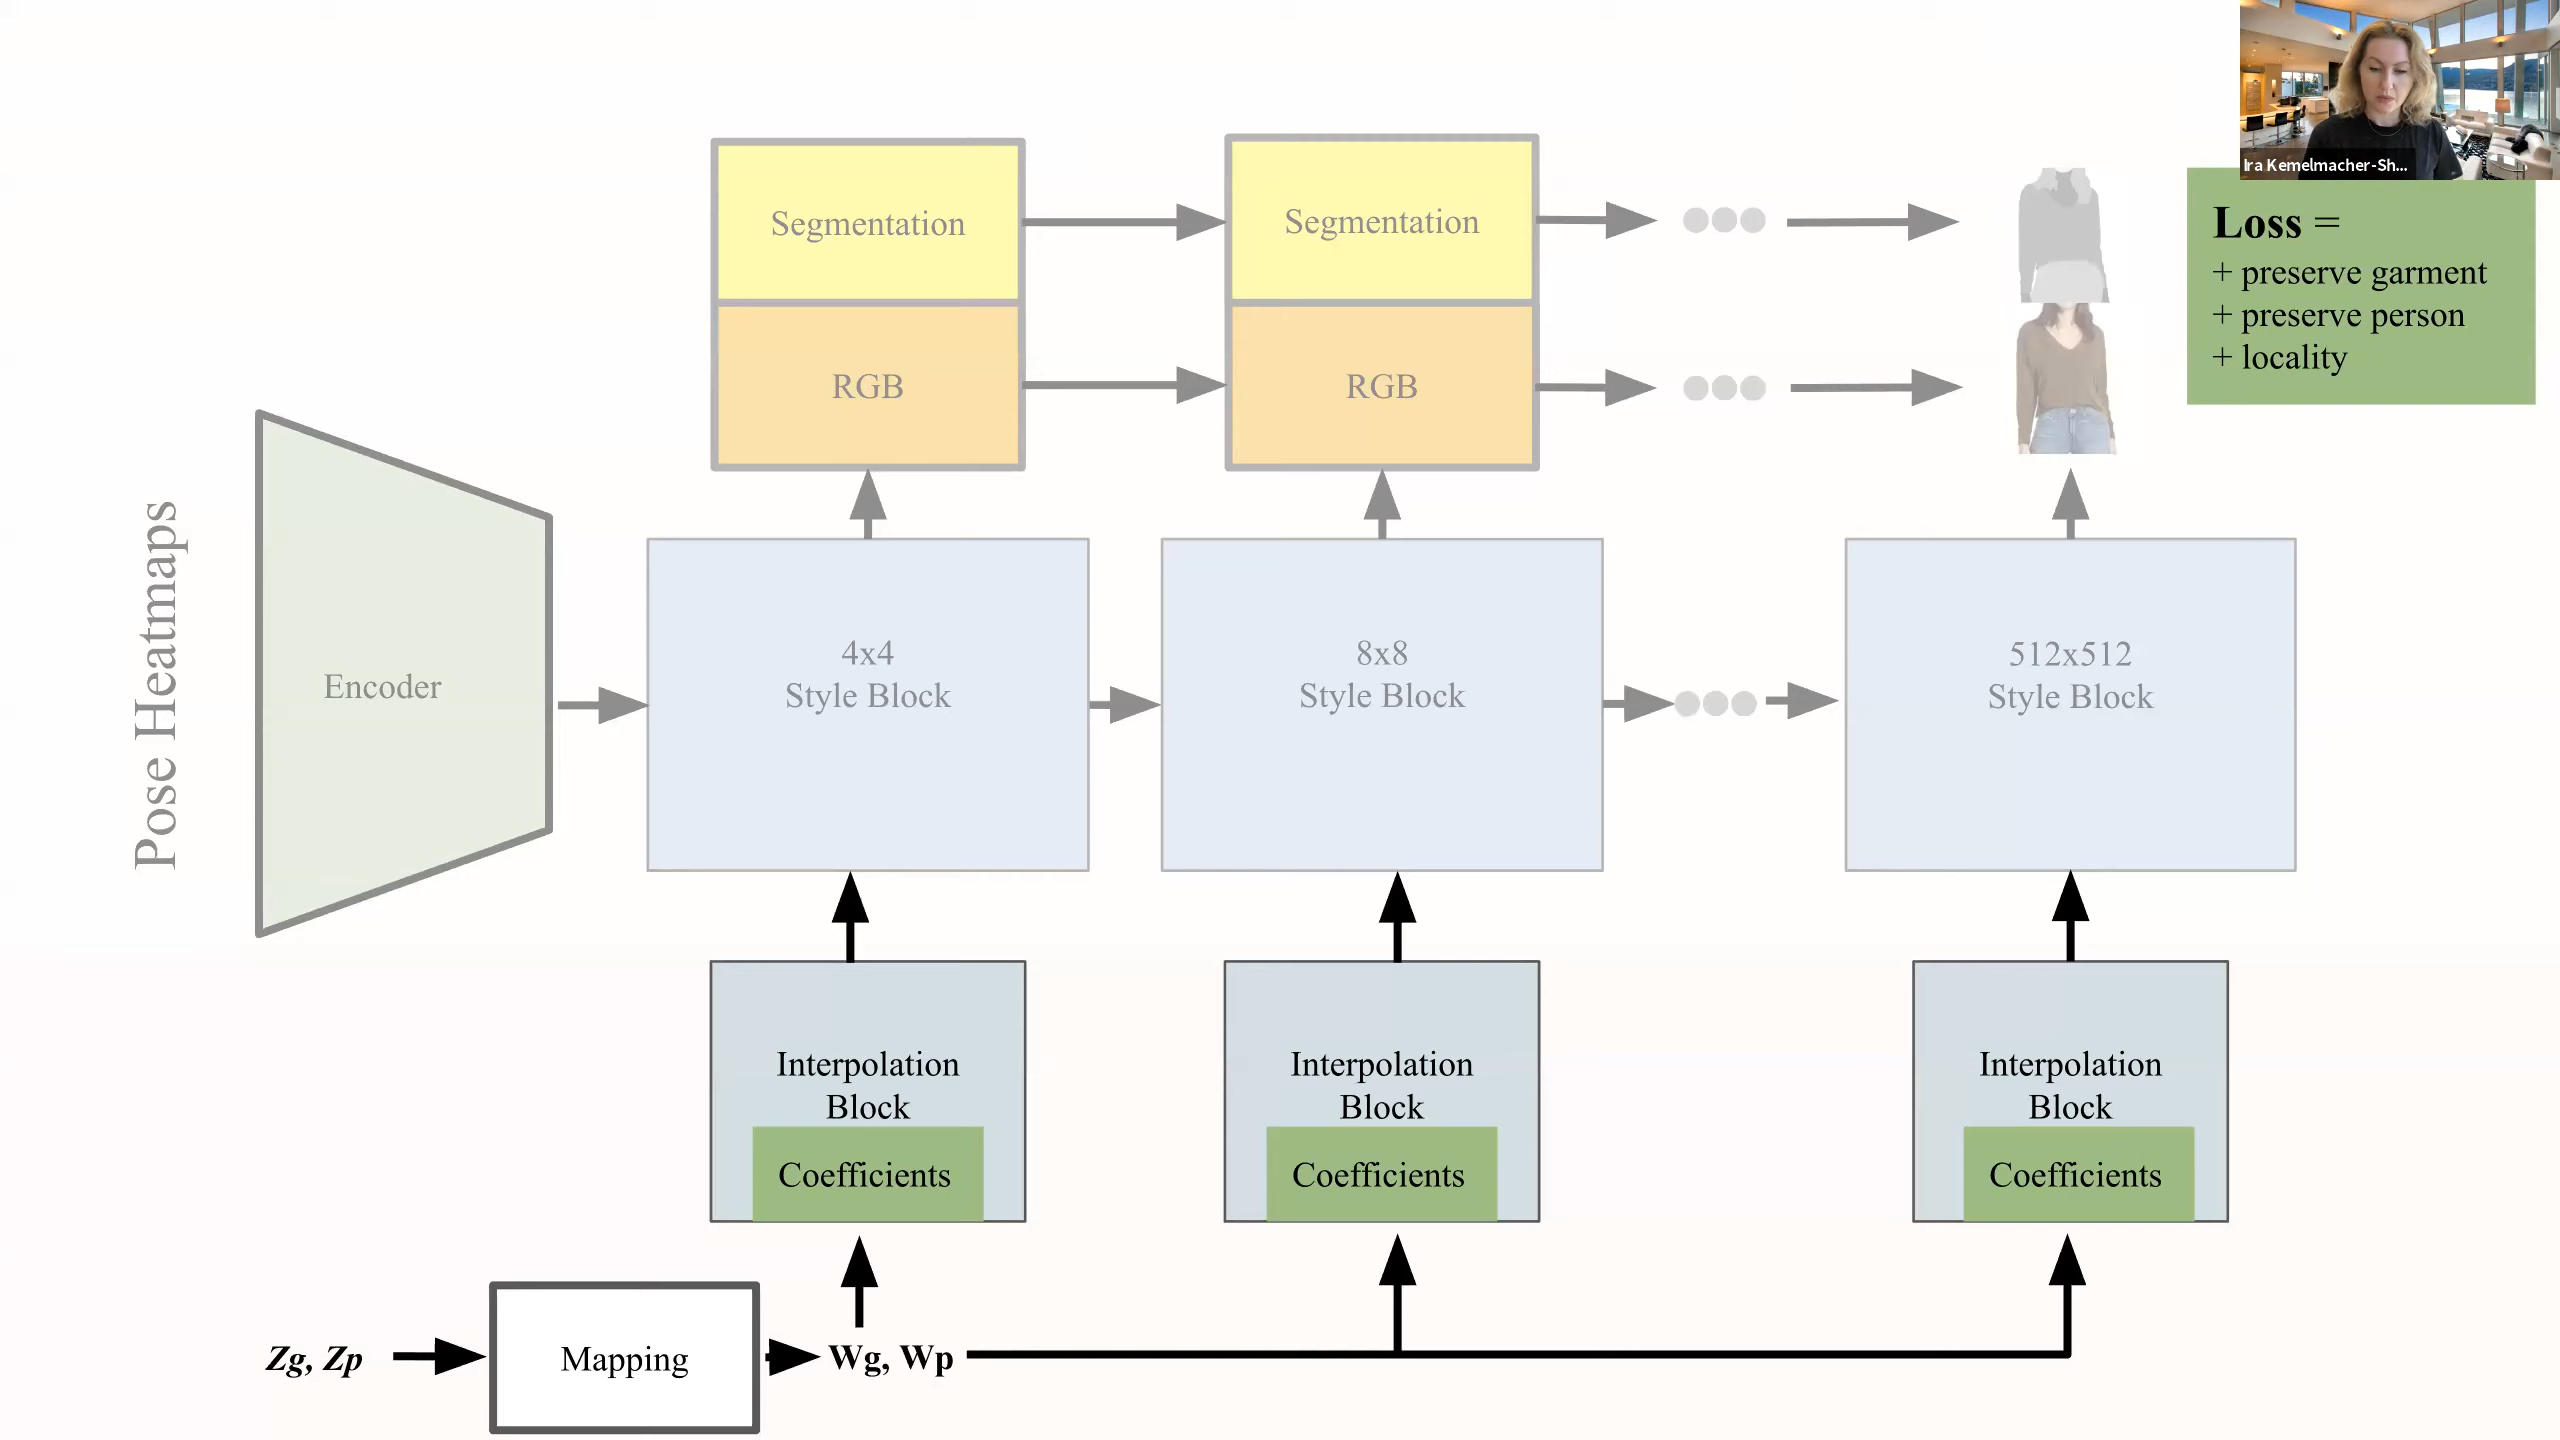 Ira Kemelmacher-Sh...
Loss =
+ preserve garment
+ preserve person
+ locality
Segmentation
Segmentation
RGB
RGB
Pose Heatmaps
Encoder
4x4
Style Block
8x8
Style Block
512x512
Style Block
Interpolation
Block
Coefficients
Interpolation
Block
Coefficients
Interpolation
Block
Coefficients
Zg, Zp
Mapping
Wg, Wp